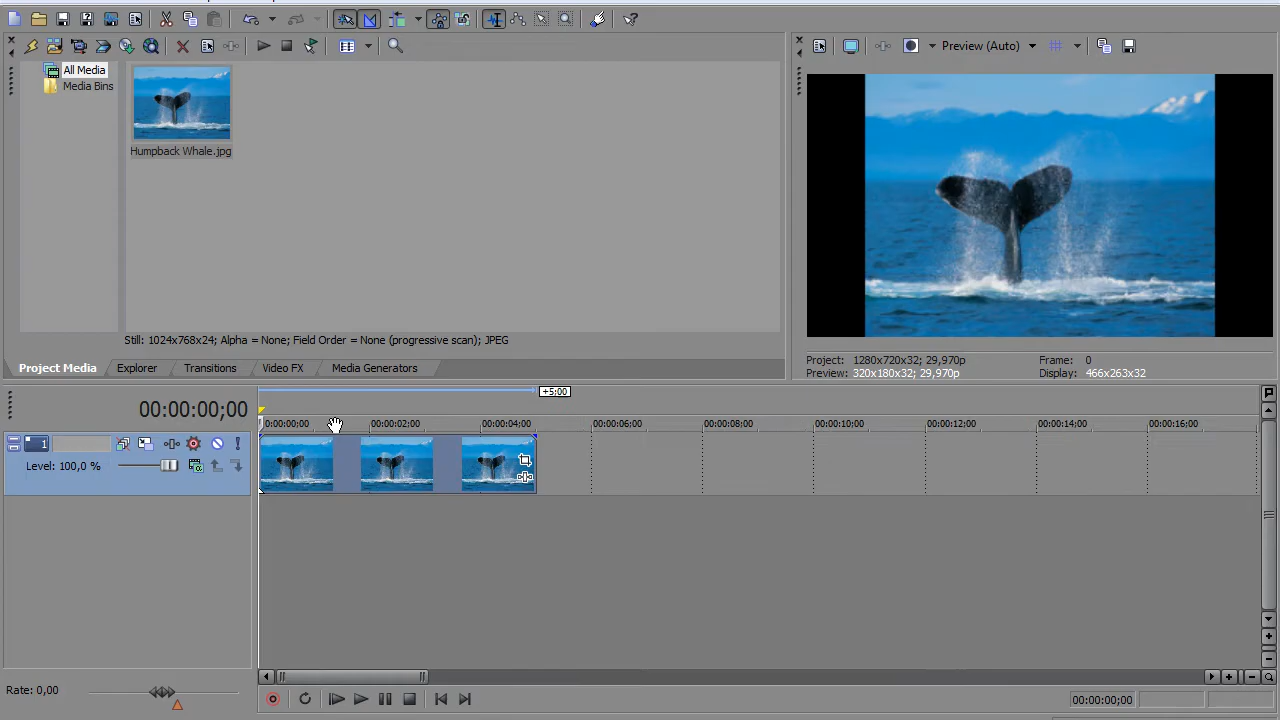 Preview (Auto)
All Media
Media Bins
Humpback Whale.jpg
Still: 1024x768x24; Alpha = None; Field Order = None (progressive scan); JPEG
Project Media
Explorer
Transitions
Video FX
Media Generators
Project: 1280x720x32; 29,970p
Frame: 0
Preview: 320x180x32; 29,970p
Display: 466x263x32
+5;00
00:00:00;00
0:00:00;00
00:00:02;00
00:00:04;00
00:00:06;00
00:00:08;00
00:00:10;00
00:00:12;00
00:00:14;00
00:00:16;00
1
Level: 100,0 %
Rate: 0,00
00:00:00;00